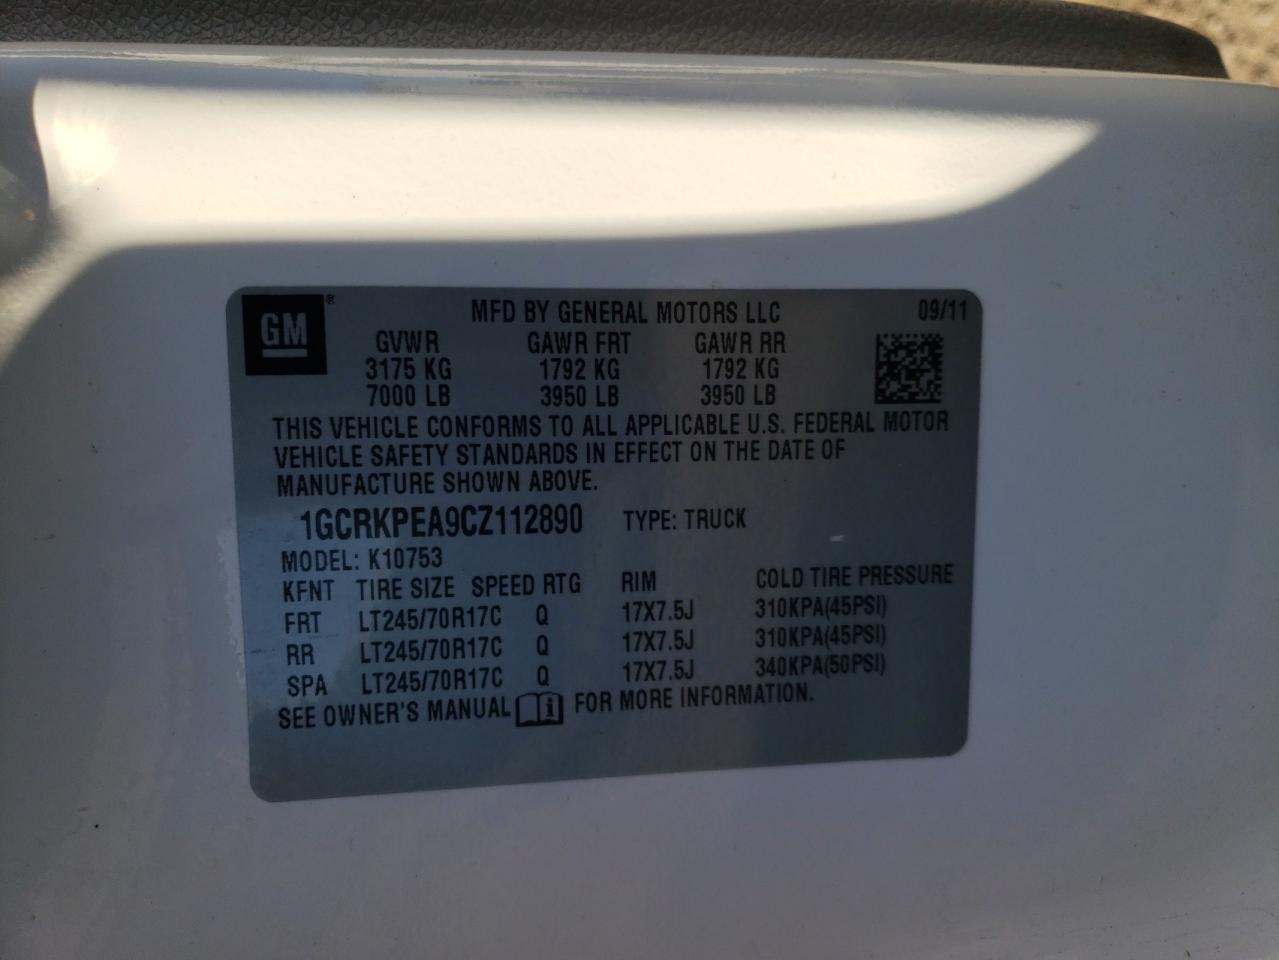 GM ®
MFD BY GENERAL MOTORS LLC 09/11
GVWR GAWR FRT GAWR RR
3175 KG 1792 KG 1792 KG
7000 LB 3950 LB 3950 LB
THIS VEHICLE CONFORMS TO ALL APPLICABLE U.S. FEDERAL MOTOR
VEHICLE SAFETY STANDARDS IN EFFECT ON THE DATE OF
MANUFACTURE SHOWN ABOVE.
1GCRKPEA9CZ112890 TYPE: TRUCK
MODEL: K10753
KFNT TIRE SIZE SPEED RTG RIM COLD TIRE PRESSURE
FRT LT245/70R17C Q 17X7.5J 310KPA(45PSI)
RR LT245/70R17C Q 17X7.5J 310KPA(45PSI)
SPA LT245/70R17C Q 17X7.5J 340KPA(50PSI)
SEE OWNER'S MANUAL i FOR MORE INFORMATION.